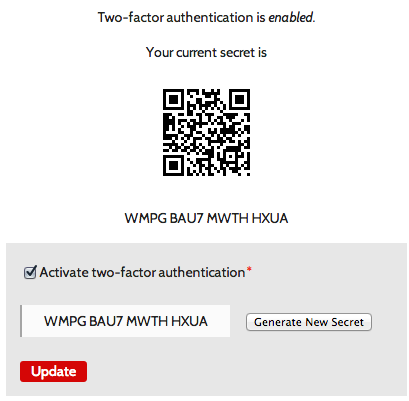 Two-factor authentication is enabled.
Your current secret is
WMPG BAU7 MWTH HXUA
Activate two-factor authentication*
WMPG BAU7 MWTH HXUA
Generate New Secret
Update